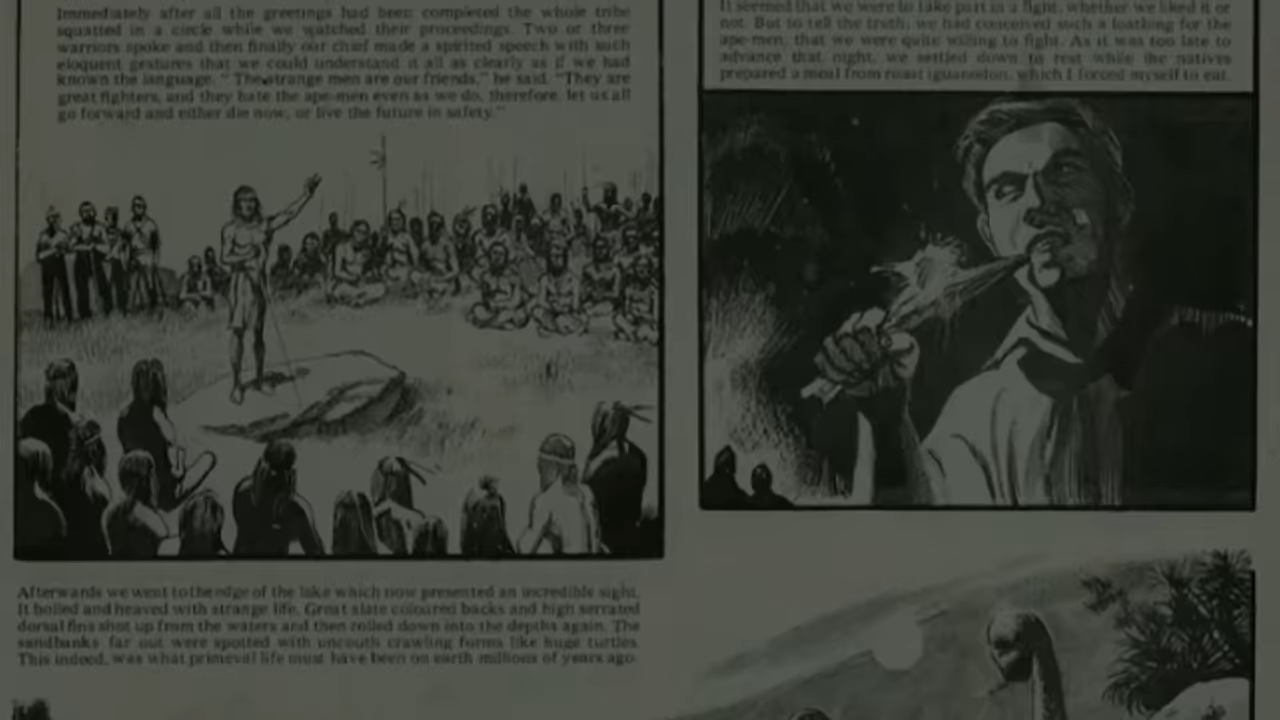 Immediately after all the greetings had been completed the whole tribe
squatted in a circle while we watched their proceedings. Two or three
warriors spoke and then finally our chief made a spirited speech with such
eloquent gestures that we could understand it all as clearly as if we had
known the language. "The strange men are our friends," he said. "They are
great fighters, and they hate the ape-men even as we do, therefore, let us all
go forward and either die now, or live the future in safety."
Afterwards we went to the edge of the lake which now presented an incredible sight.
It boiled and heaved with strange life. Great slate coloured backs and high serrated
dorsal fins shot up from the waters and then rolled down into the depths again. The
sandbanks far out were spotted with uncouth crawling forms like huge turtles.
This indeed, was what primeval life must have been on earth millions of years ago.
It seemed that we were to take part in a fight, whether we liked it or
not. But so tell the truth, we had conceived such a loathing for the
ape-men, that we were quite willing to fight. As it was too late to
advance that night, we settled down to rest while the natives
prepared a meal from roast iguanodon, which I forced myself to eat.